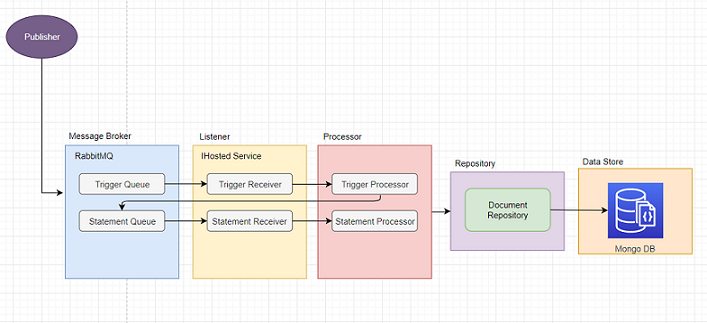 Publisher
Message Broker
Listener
Processor
RabbitMQ
IHosted Service
Repository
Data Store
Trigger Queue
Trigger Receiver
Trigger Processor
Statement Queue
Statement Receiver
Statement Processor
Document
Repository
Mongo DB